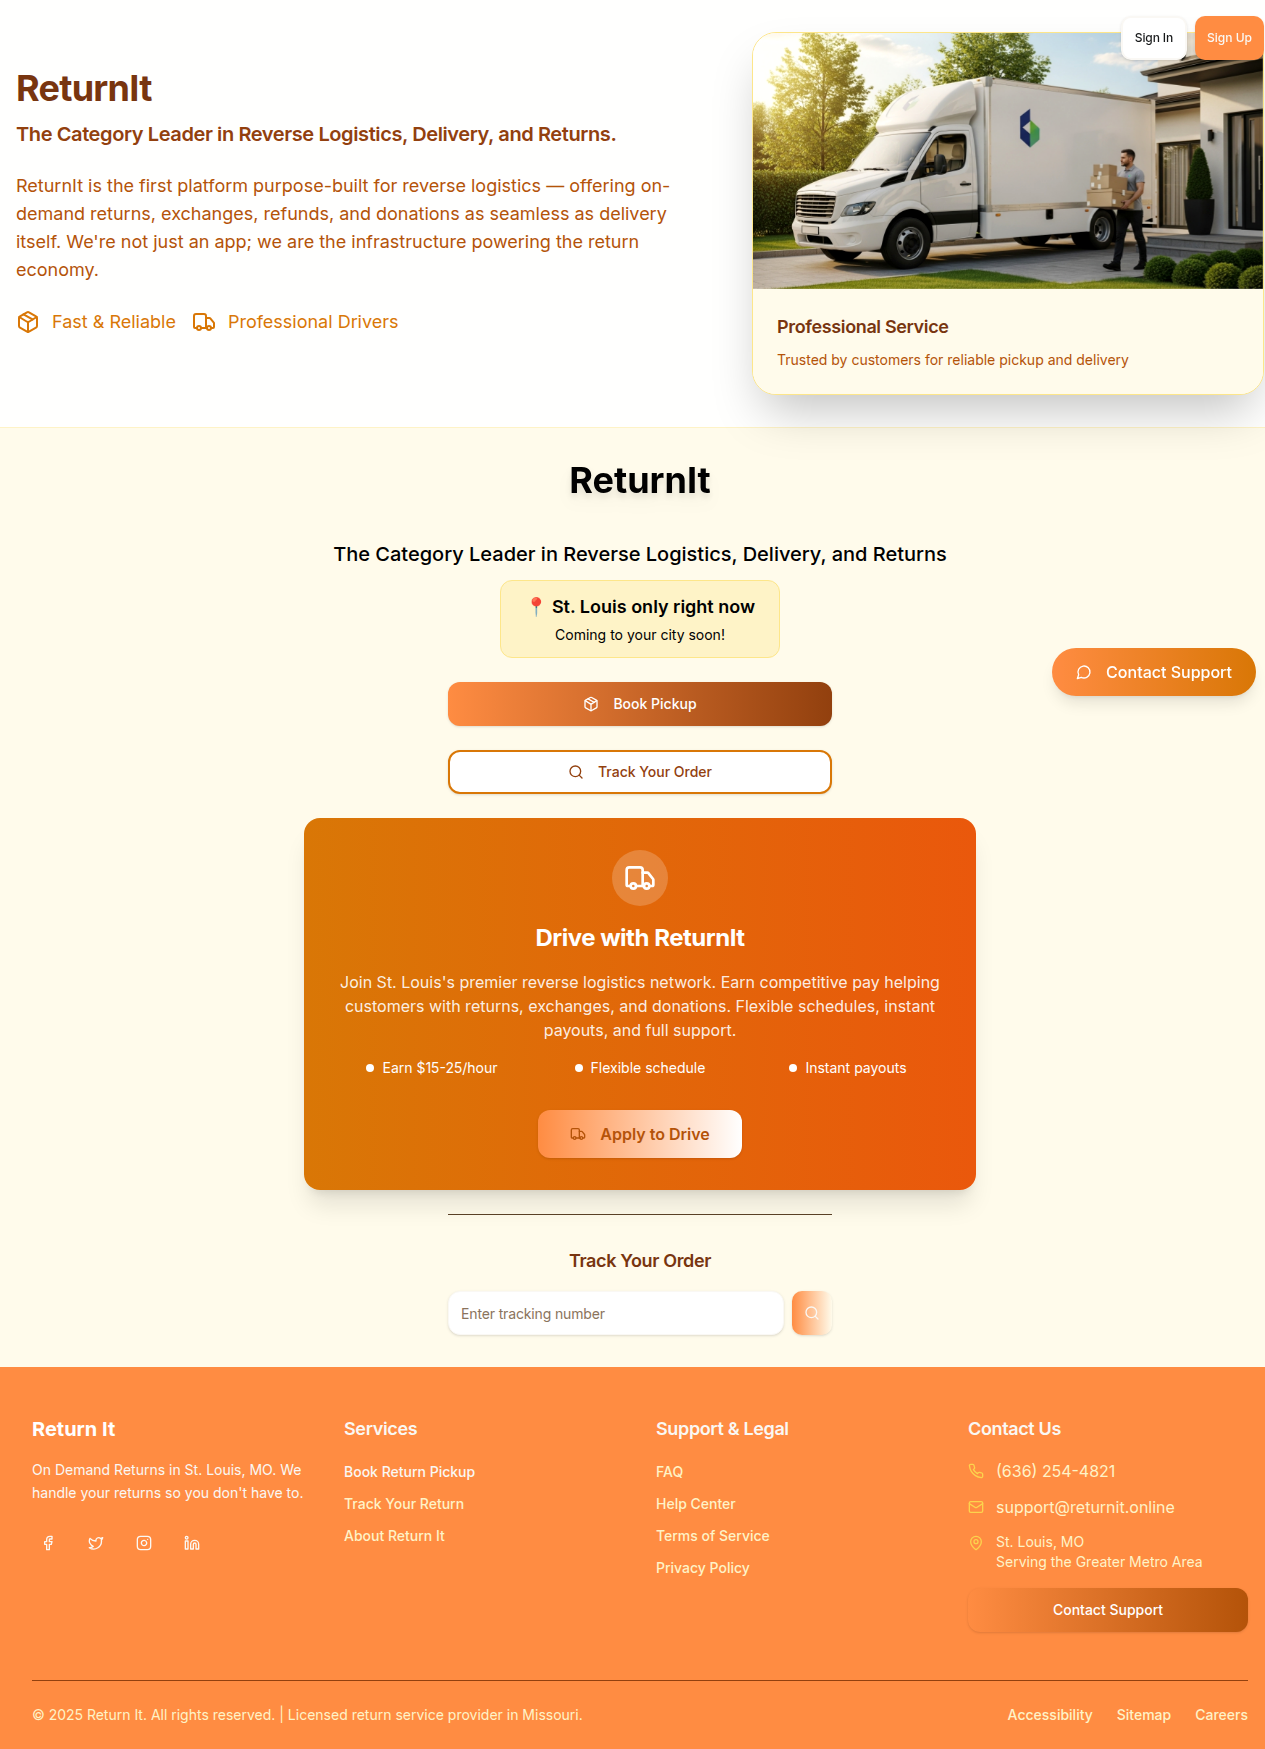 Sign In
Sign Up
ReturnIt
The Category Leader in Reverse Logistics, Delivery, and Returns.
ReturnIt is the first platform purpose-built for reverse logistics — offering on-
demand returns, exchanges, refunds, and donations as seamless as delivery
itself. We're not just an app; we are the infrastructure powering the return
economy.
Fast & Reliable
Professional Drivers
Professional Service
Trusted by customers for reliable pickup and delivery
ReturnIt
The Category Leader in Reverse Logistics, Delivery, and Returns
📍 St. Louis only right now
Coming to your city soon!
Contact Support
Book Pickup
Track Your Order
Drive with ReturnIt
Join St. Louis's premier reverse logistics network. Earn competitive pay helping
customers with returns, exchanges, and donations. Flexible schedules, instant
payouts, and full support.
Earn $15-25/hour
Flexible schedule
Instant payouts
Apply to Drive
Track Your Order
Enter tracking number
Return It
On Demand Returns in St. Louis, MO. We
handle your returns so you don't have to.
Services
Book Return Pickup
Track Your Return
About Return It
Support & Legal
FAQ
Help Center
Terms of Service
Privacy Policy
Contact Us
(636) 254-4821
support@returnit.online
St. Louis, MO
Serving the Greater Metro Area
Contact Support
© 2025 Return It. All rights reserved. | Licensed return service provider in Missouri.
Accessibility
Sitemap
Careers